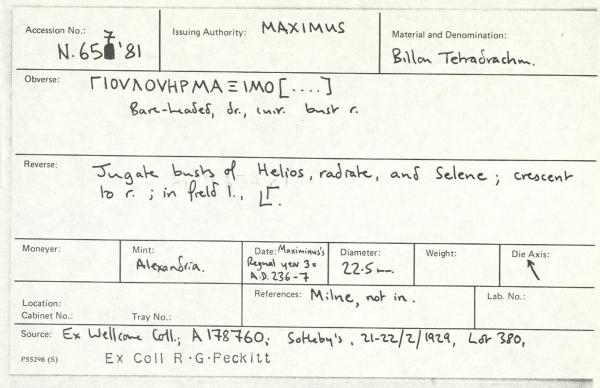 Accession No.: 7
N.65 '81
Issuing Authority: MAXIMUS
Material and Denomination:
Billon Tetradrachm.
Obverse: ΓΙΟVΛΟVΗΡΜΑΞΙΜΟ[....]
Bare-headed, dr., cuir. bust r.
Reverse: Jugate busts of Helios, radiate, and Selene; crescent
to r.; in field l., LΓ.
Moneyer:
Mint:
Alexandria.
Date: Maximinus's
Regnal year 3 =
A.D. 236-7
Diameter:
22.5mm.
Weight:
Die Axis:
↖
Location:
Cabinet No.: Tray No.:
References: Milne, not in.
Lab. No.:
Source: Ex Wellcome Coll.; A178760; Sotheby's, 21-22/2/1929, Lot 380,
P55298 (S) Ex Coll R.G.Peckitt